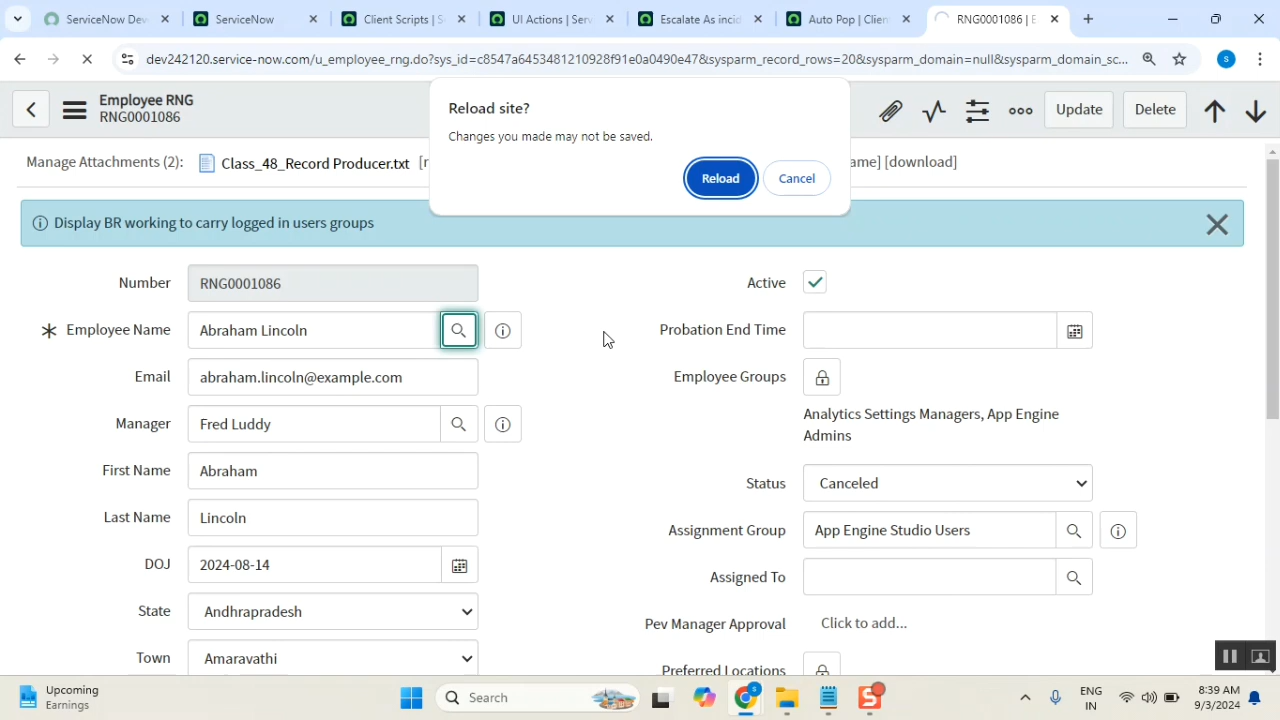 ServiceNow Dev
ServiceNow
Client Scripts | S
UI Actions | Serv
Escalate As incid
Auto Pop | Clien
RNG0001086 | E
dev242120.service-now.com/u_employee_rng.do?sys_id=c8547a6453481210928f91e0a0490e47&sysparm_record_rows=20&sysparm_domain=null&sysparm_domain_sc...
s
Employee RNG
RNG0001086
Update
Delete
Reload site?
Changes you made may not be saved.
Reload
Cancel
Manage Attachments (2):
Class_48_Record Producer.txt
[r
ame] [download]
Display BR working to carry logged in users groups
Number
RNG0001086
Active
Employee Name
Abraham Lincoln
Probation End Time
Email
abraham.lincoln@example.com
Employee Groups
Analytics Settings Managers, App Engine
Admins
Manager
Fred Luddy
First Name
Abraham
Status
Canceled
Last Name
Lincoln
Assignment Group
App Engine Studio Users
DOJ
2024-08-14
Assigned To
State
Andhrapradesh
Pev Manager Approval
Click to add...
Town
Amaravathi
Preferred Locations
Upcoming
Earnings
Search
ENG
IN
8:39 AM
9/3/2024